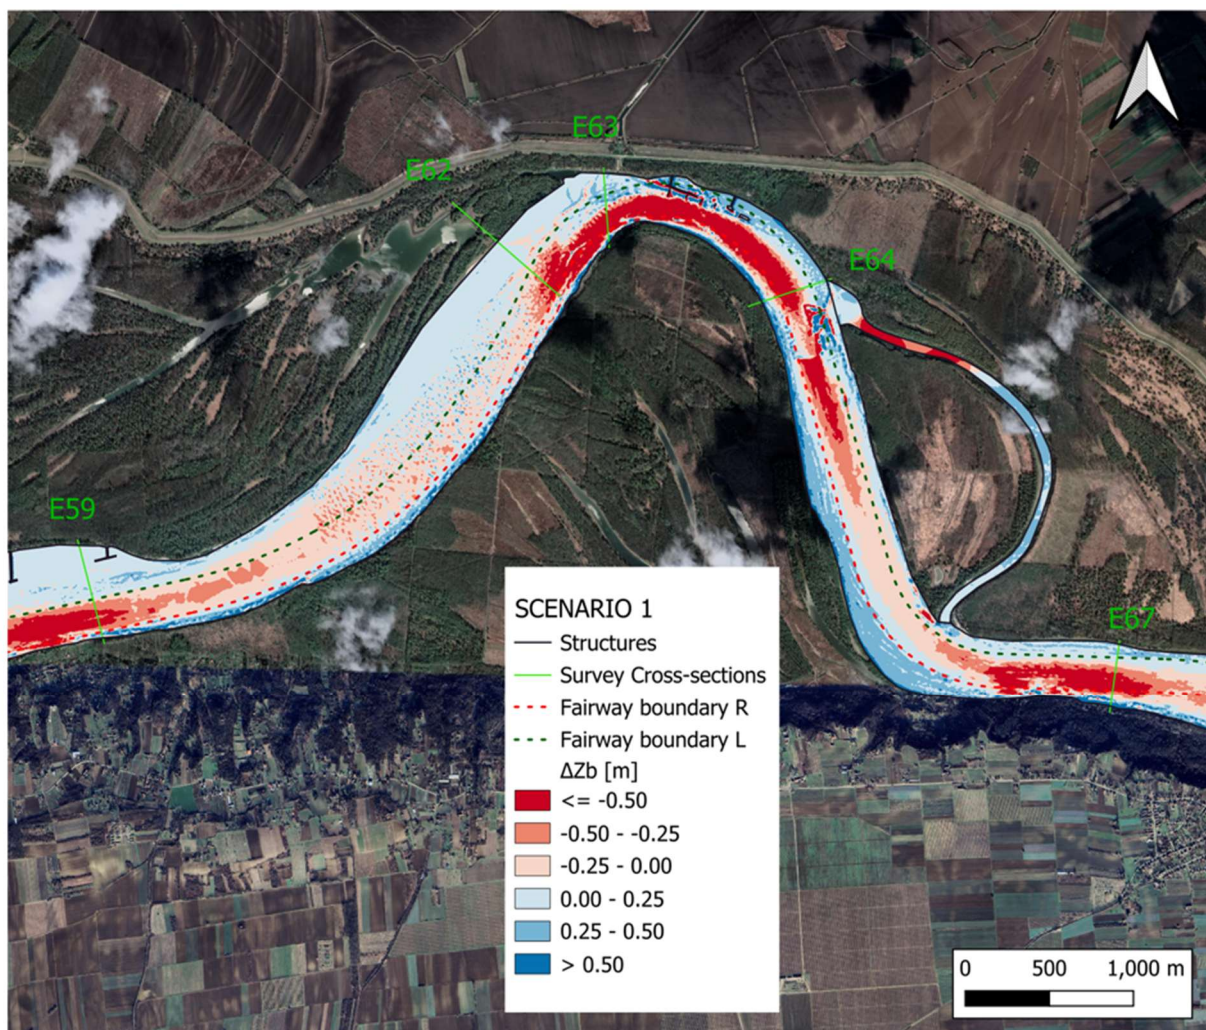 E63
E62
E64
E59
E67
SCENARIO 1
Structures
Survey Cross-sections
Fairway boundary R
Fairway boundary L
ΔZb [m]
<= -0.50
-0.50 - -0.25
-0.25 - 0.00
0.00 - 0.25
0.25 - 0.50
> 0.50
0 500 1,000 m